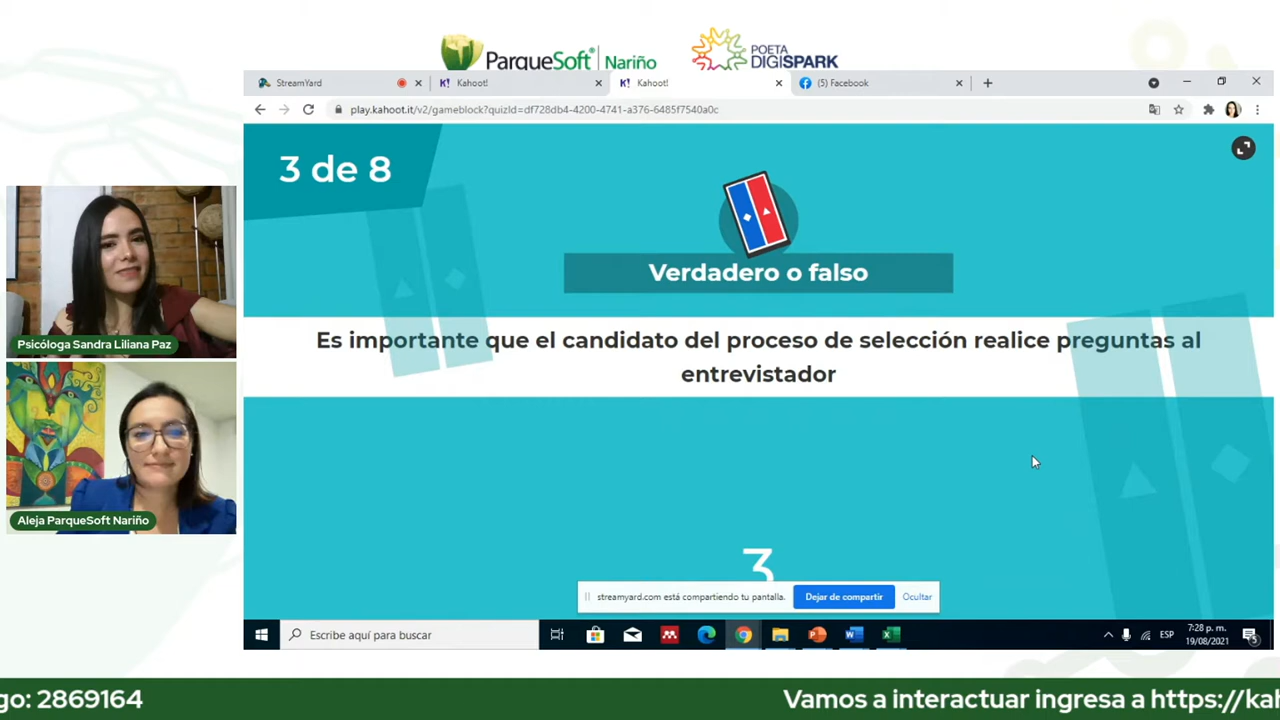 ParqueSoft Nariño
POETA
DIGISPARK
StreamYard
Kahoot!
Kahoot!
(5) Facebook
play.kahoot.it/v2/gameblock?quizId=df728db4-4200-4741-a376-6485f7540a0c
3 de 8
Verdadero o falso
Es importante que el candidato del proceso de selección realice preguntas al
entrevistador
3
Psicóloga Sandra Liliana Paz
Aleja ParqueSoft Nariño
streamyard.com está compartiendo tu pantalla.
Dejar de compartir
Ocultar
Escribe aquí para buscar
ESP
7:28 p. m.
19/08/2021
go: 2869164
Vamos a interactuar ingresa a https://kah